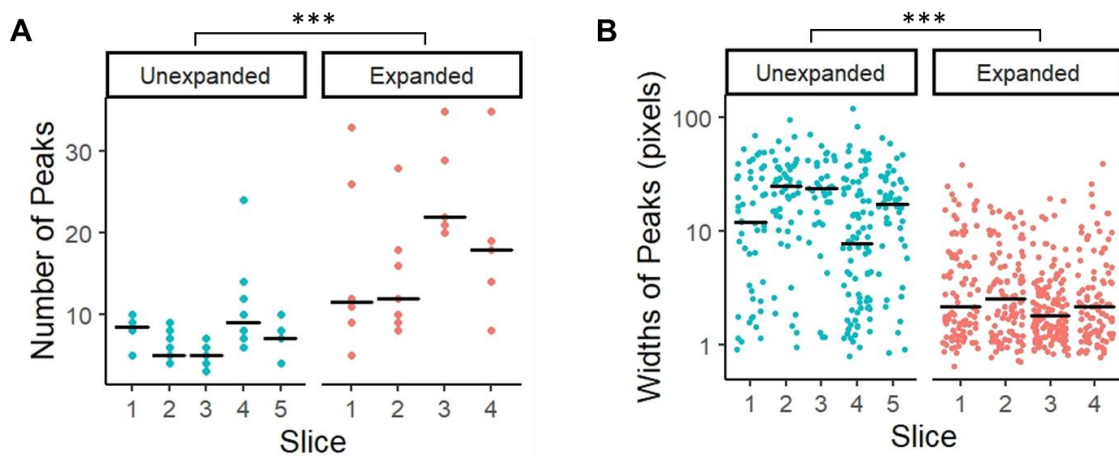 A
***
Unexpanded Expanded
Number of Peaks
30
20
10
1 2 3 4 5 1 2 3 4
Slice
B
***
Unexpanded Expanded
Widths of Peaks (pixels)
100
10
1
1 2 3 4 5 1 2 3 4
Slice